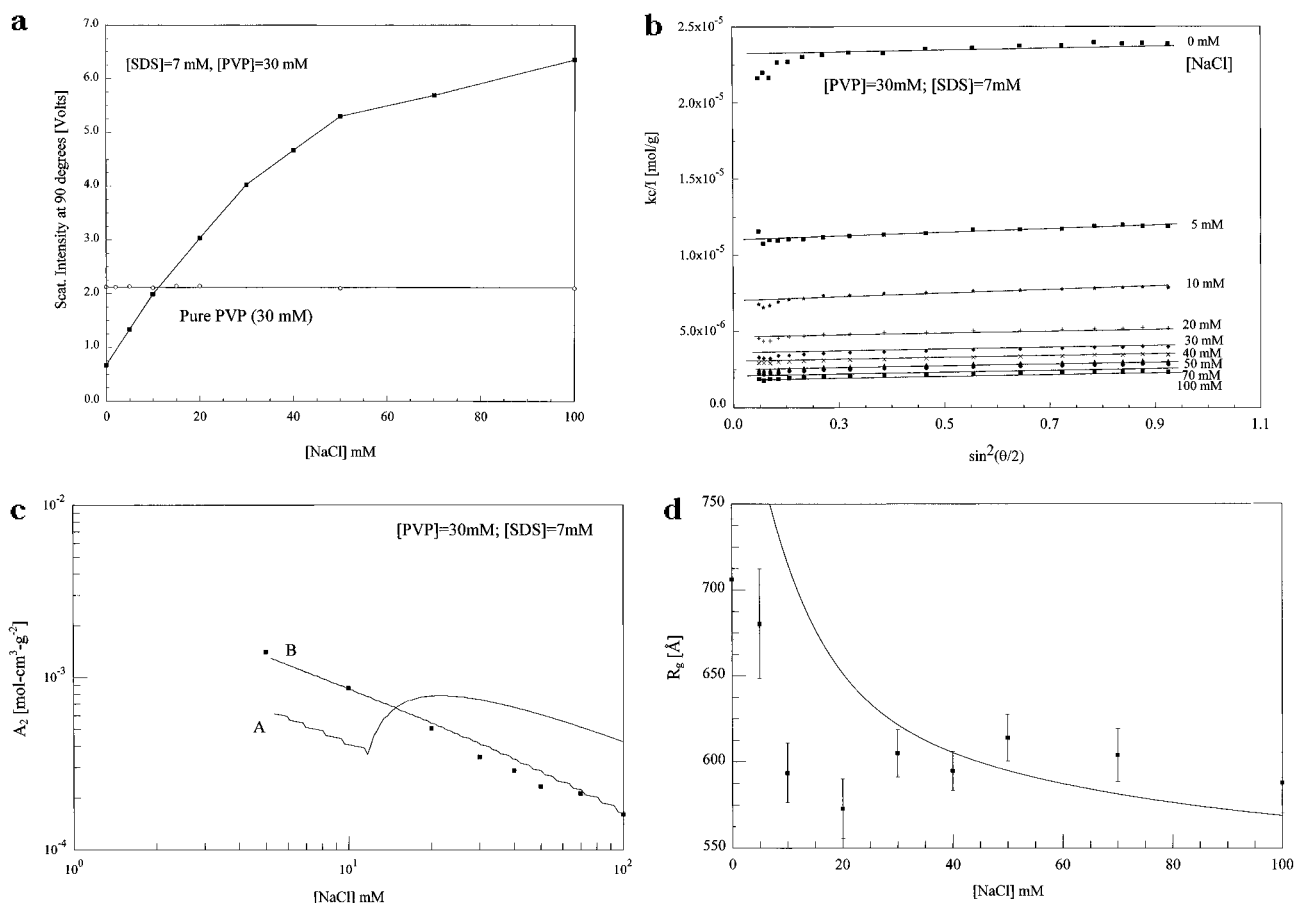 a
7.0
6.0
5.0
4.0
3.0
2.0
1.0
0.0
Scat. Intensity at 90 degrees [Volts]
[SDS]=7 mM, [PVP]=30 mM
Pure PVP (30 mM)
0 20 40 60 80 100
[NaCl] mM
b
2.5x10-5
2.0x10-5
1.5x10-5
1.0x10-5
5.0x10-6
0.0
kc/I [mol/g]
[PVP]=30mM; [SDS]=7mM
0 mM
[NaCl]
5 mM
10 mM
20 mM
30 mM
40 mM
50 mM
70 mM
100 mM
0.0 0.3 0.6 0.9 1.1
sin2(θ/2)
c
10-2
10-3
10-4
A2 [mol-cm3-g-2]
[PVP]=30mM; [SDS]=7mM
B
A
100 101 102
[NaCl] mM
d
750
700
650
600
550
Rg [Å]
0 20 40 60 80 100
[NaCl] mM